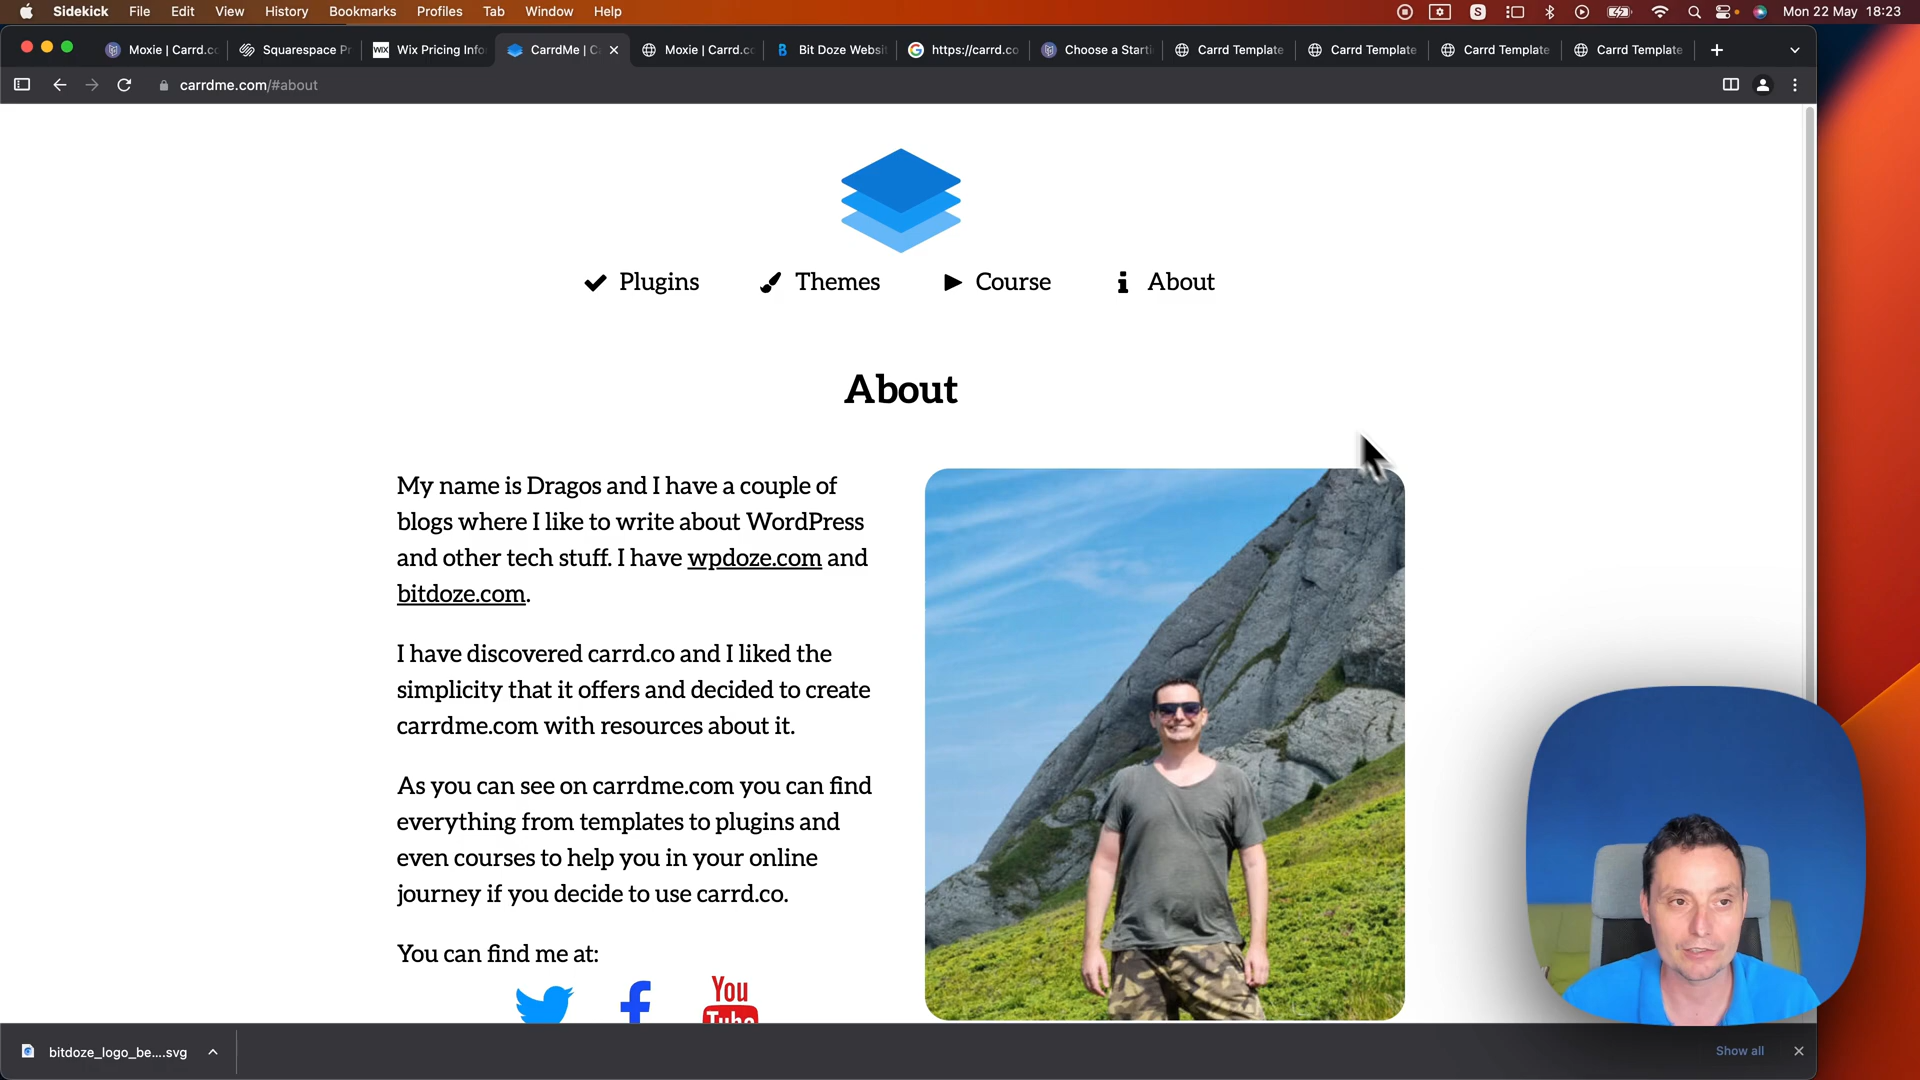 Sidekick File Edit View History Bookmarks Profiles Tab Window Help Mon 22 May 18:23
Moxie | Carrd.c Squarespace P WIX Wix Pricing Info CarrdMe | C Moxie | Carrd.c Bit Doze Websi https://carrd.co Choose a Starti Carrd Template Carrd Template Carrd Template Carrd Template
carrdme.com/#about
Plugins Themes Course About
About
My name is Dragos and I have a couple of
blogs where I like to write about WordPress
and other tech stuff. I have wpdoze.com and
bitdoze.com.
I have discovered carrd.co and I liked the
simplicity that it offers and decided to create
carrdme.com with resources about it.
As you can see on carrdme.com you can find
everything from templates to plugins and
even courses to help you in your online
journey if you decide to use carrd.co.
You can find me at:
You
Tube
bitdoze_logo_be....svg Show all